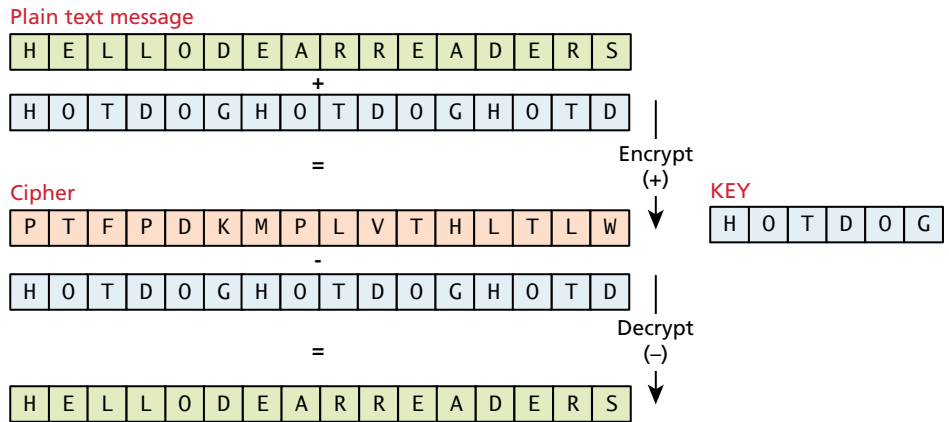 Plain text message
H E L L O D E A R R E A D E R S
+
H O T D O G H O T D O G H O T D
=
Encrypt
(+)
Cipher
KEY
P T F P D K M P L V T H L T L W
H O T D O G
-
H O T D O G H O T D O G H O T D
=
Decrypt
(–)
H E L L O D E A R R E A D E R S